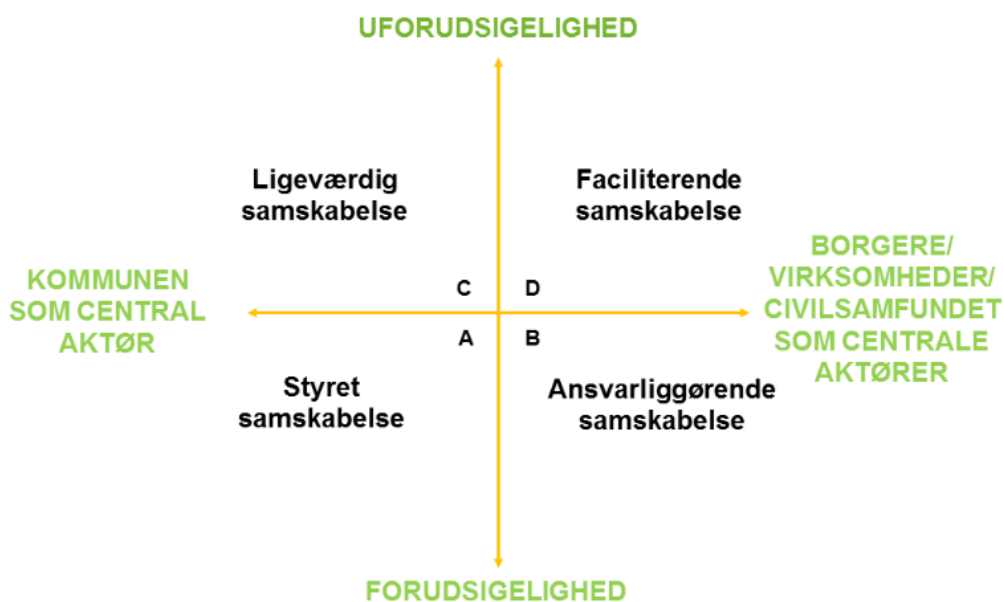 UFORUDSIGELIGHED
Ligeværdig
samskabelse
Faciliterende
samskabelse
KOMMUNEN
SOM CENTRAL
AKTØR
C
D
A
B
BORGERE/
VIRKSOMHEDER/
CIVILSAMFUNDET
SOM CENTRALE
AKTØRER
Styret
samskabelse
Ansvarliggørende
samskabelse
FORUDSIGELIGHED